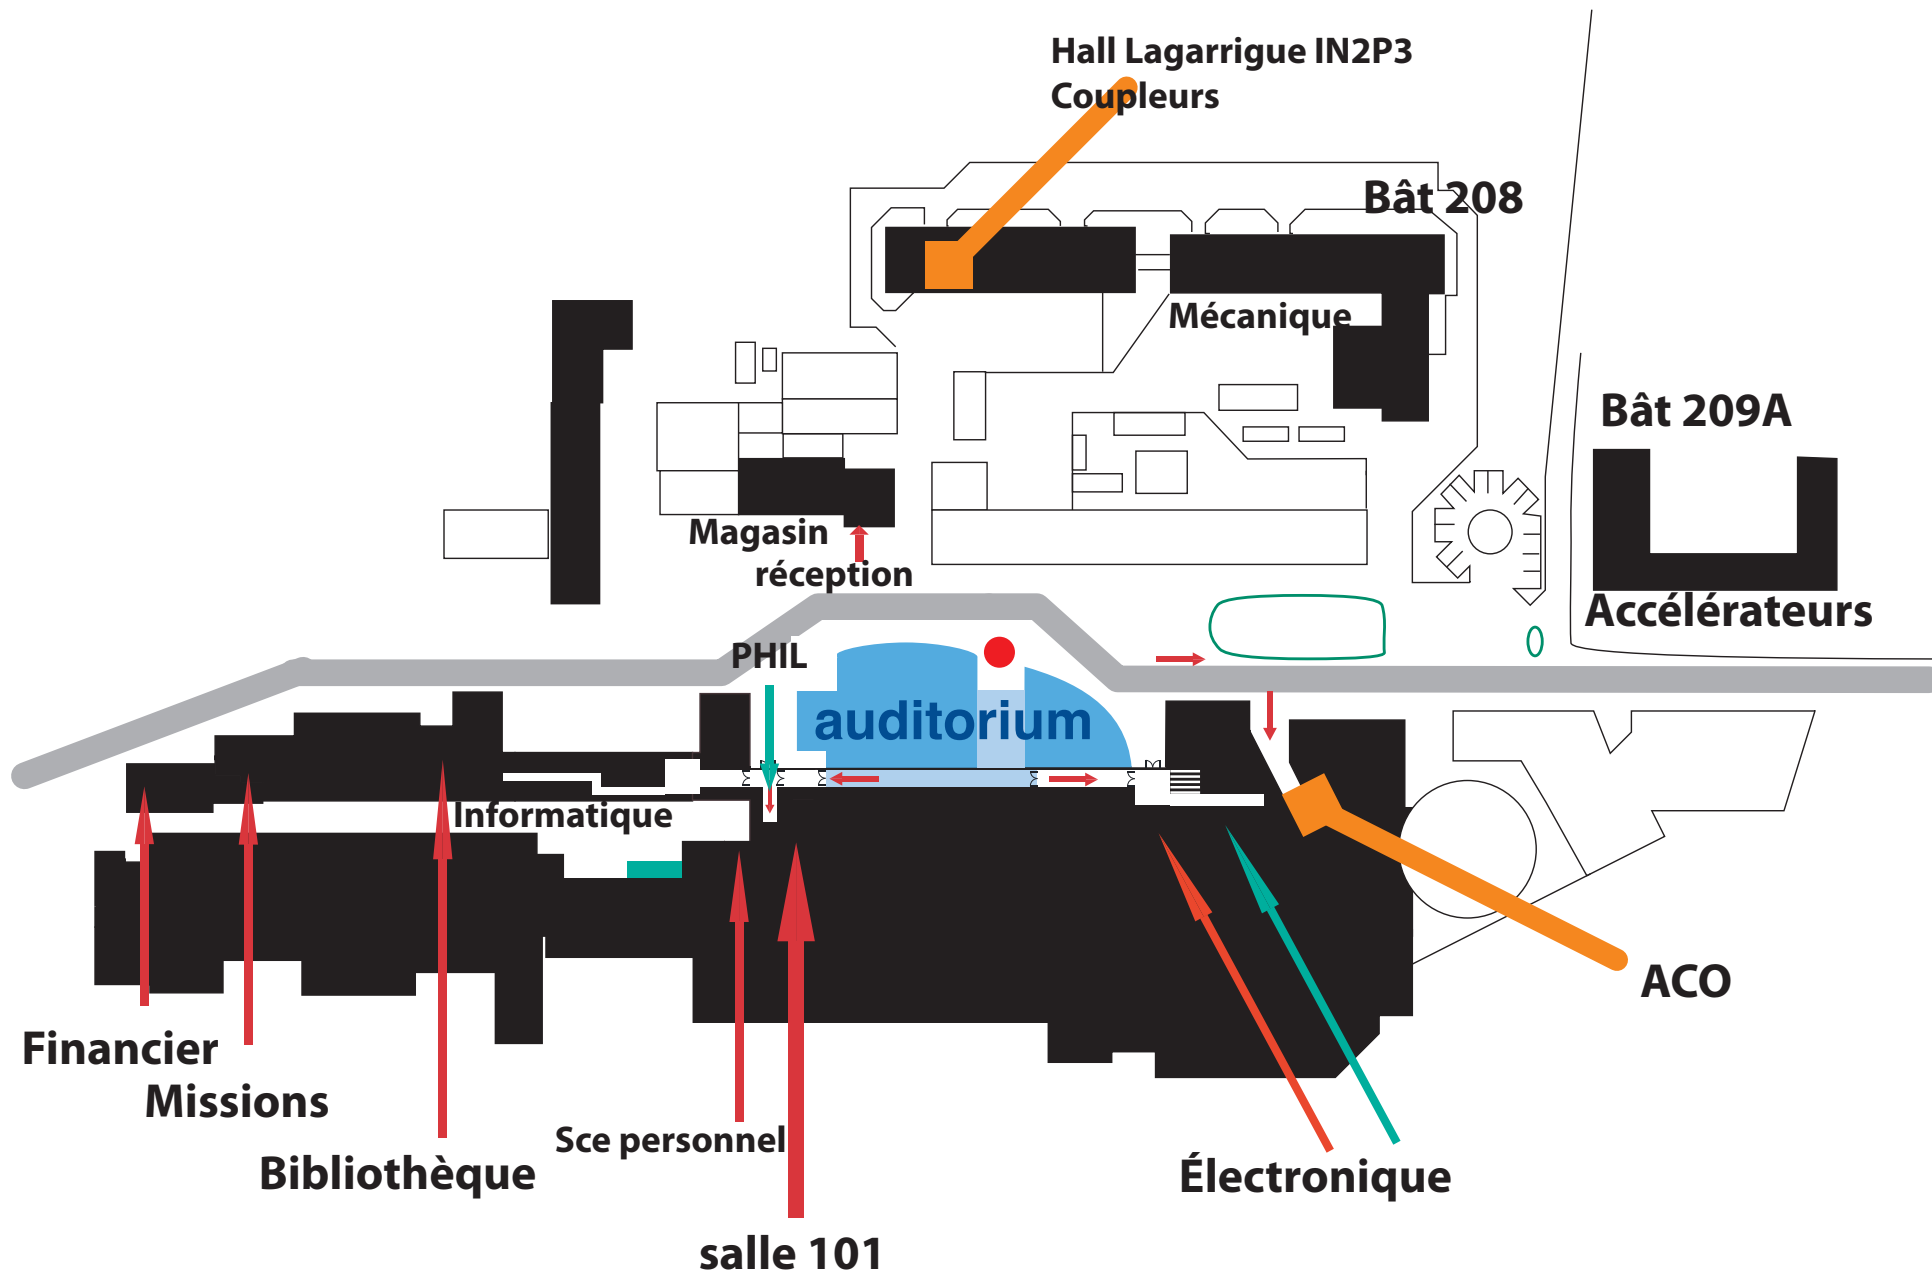 Hall Lagarrigue IN2P3
Coupleurs
Bât 208
Mécanique
Bât 209A
Magasin
réception
Accélérateurs
PHIL
auditorium
Informatique
ACO
Financier
Missions
Sce personnel
Bibliothèque
Électronique
salle 101